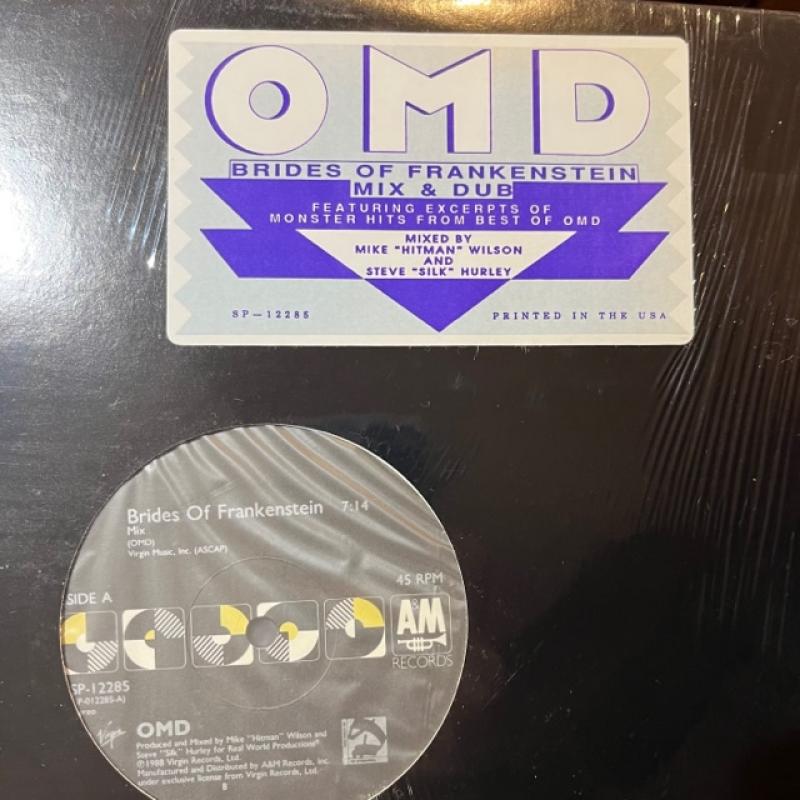 OMD
BRIDES OF FRANKENSTEIN
MIX & DUB
FEATURING EXCERPTS OF
MONSTER HITS FROM BEST OF OMD
MIXED BY
MIKE "HITMAN" WILSON
AND
STEVE "SILK" HURLEY
SP-12285 PRINTED IN THE USA
Brides Of Frankenstein 7:14
Mix
(OMD)
Virgin Music, Inc. (ASCAP)
SIDE A 45 RPM
A&M
RECORDS
SP-12285
P-012285-A)
Virgin
OMD
Produced and Mixed by Mike "Hitman" Wilson and
Steve "Silk" Hurley for Real World Productions®
℗1988 Virgin Records, Ltd.
Manufactured and Distributed by A&M Records, Inc.
under exclusive license from Virgin Records, Ltd.
B